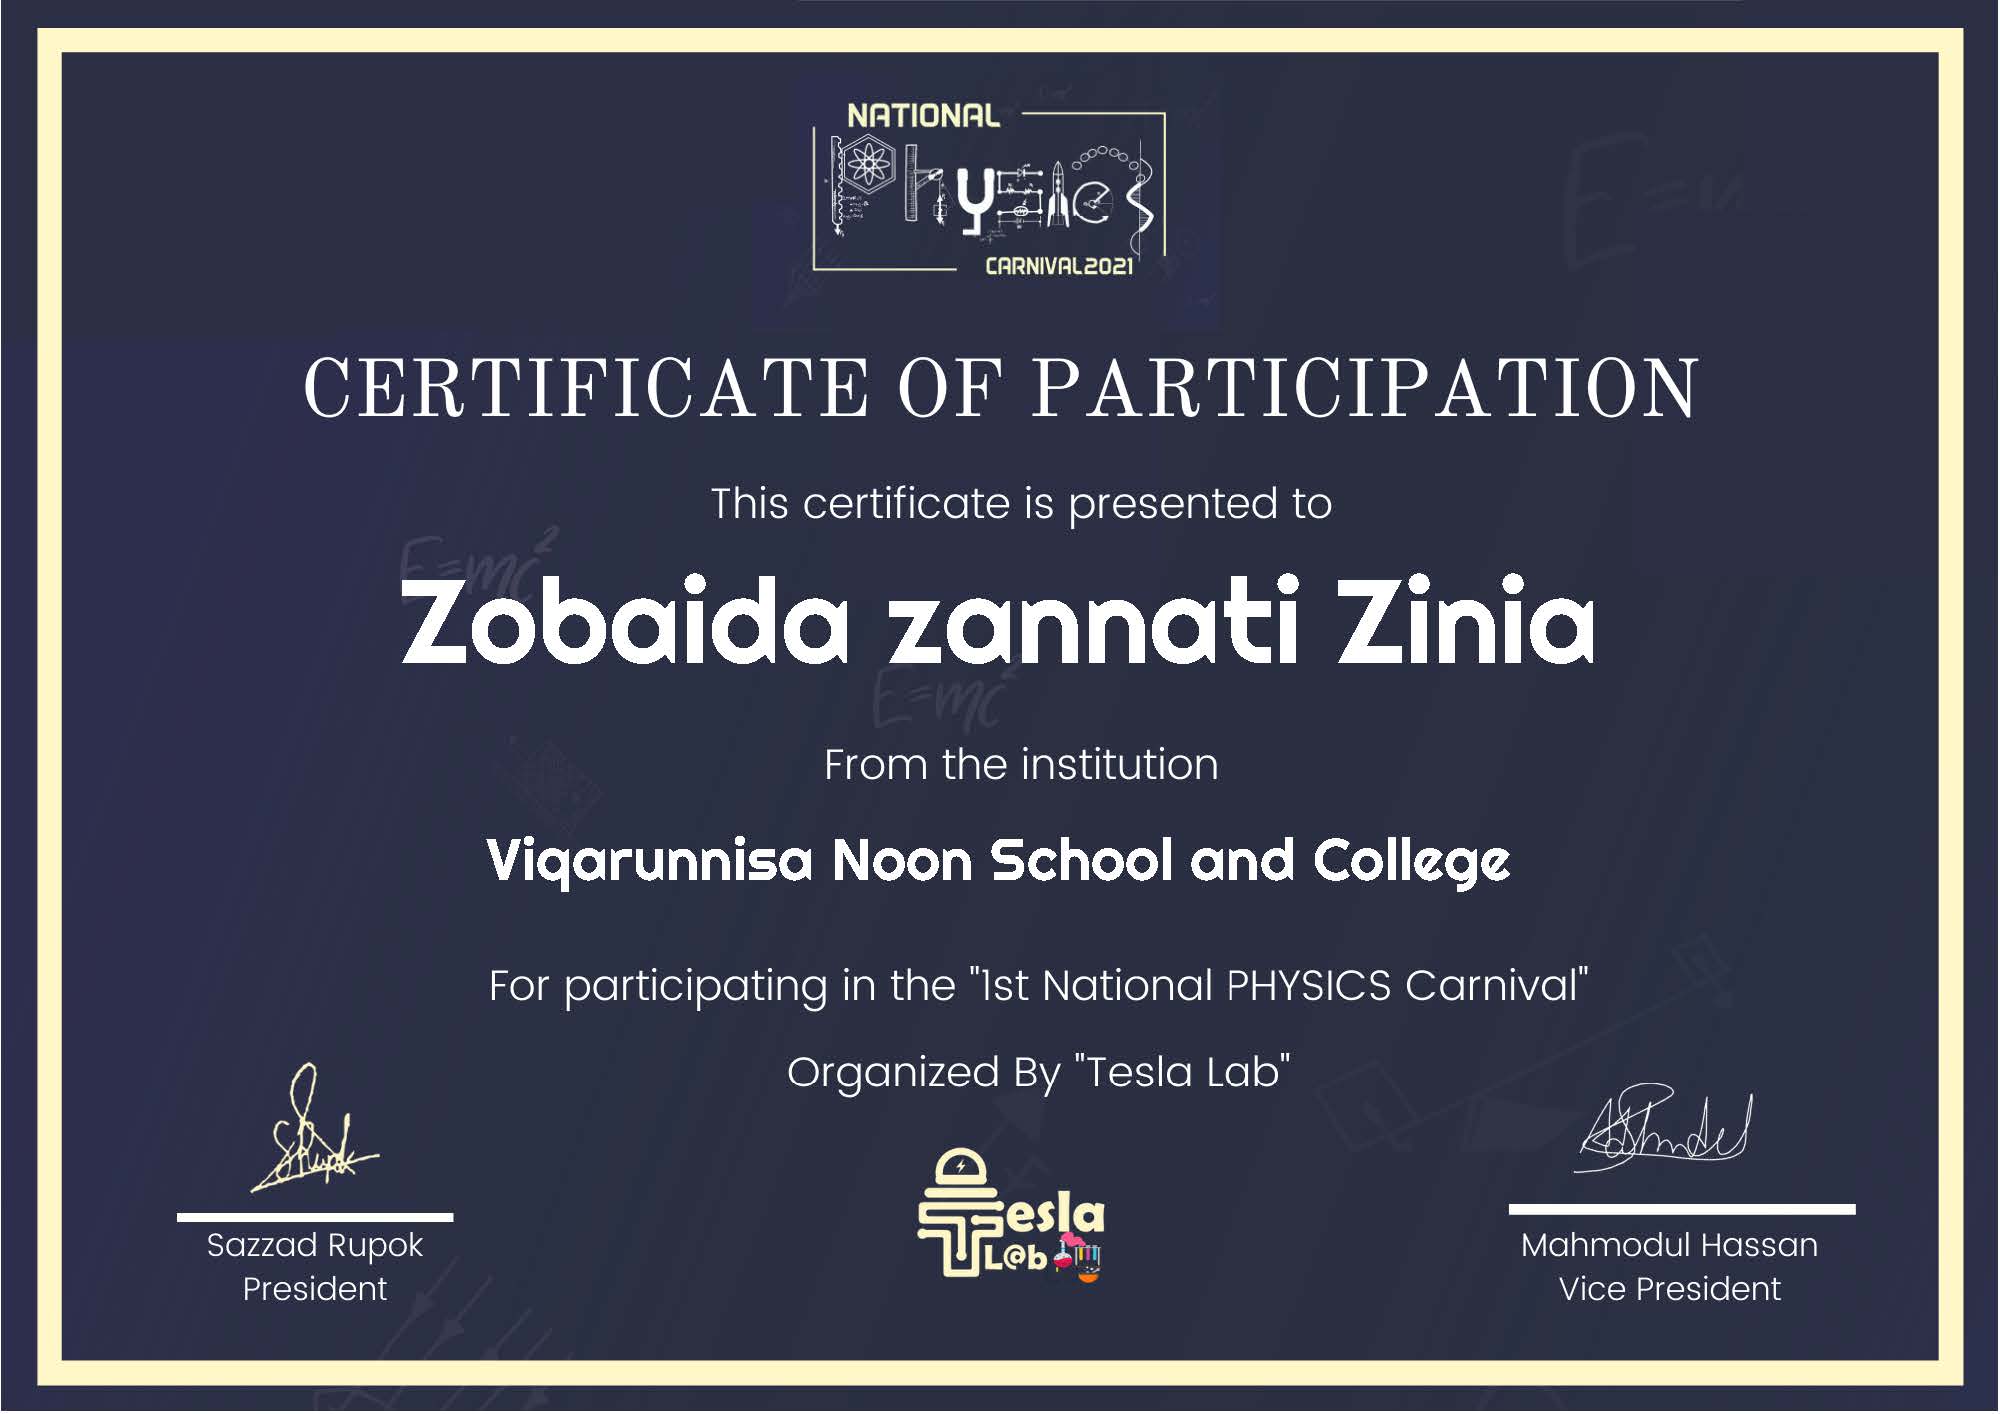 NATIONAL
Physics
CARNIVAL2021
CERTIFICATE OF PARTICIPATION
This certificate is presented to
E=mc²
Zobaida zannati Zinia
E=mc²
From the institution
Viqarunnisa Noon School and College
For participating in the "1st National PHYSICS Carnival"
Organized By "Tesla Lab"
Tesla
L@b
Sazzad Rupok
President
Mahmodul Hassan
Vice President